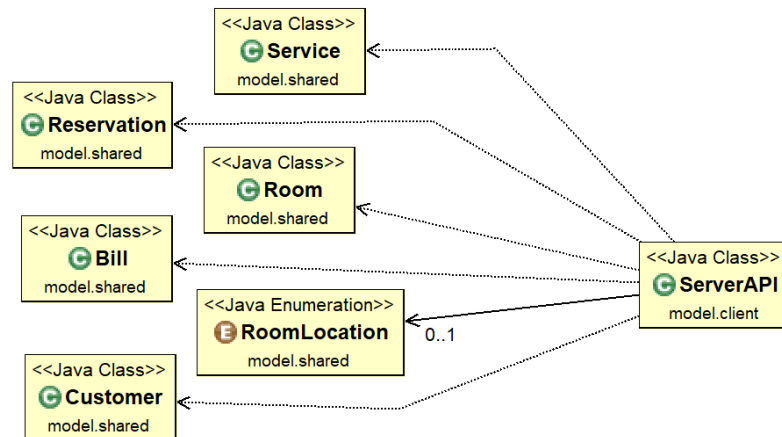 <<Java Class>>
C Service
model.shared
<<Java Class>>
C Reservation
model.shared
<<Java Class>>
C Room
model.shared
<<Java Class>>
C Bill
model.shared
<<Java Class>>
C ServerAPI
model.client
<<Java Enumeration>>
E RoomLocation
model.shared
0..1
<<Java Class>>
C Customer
model.shared